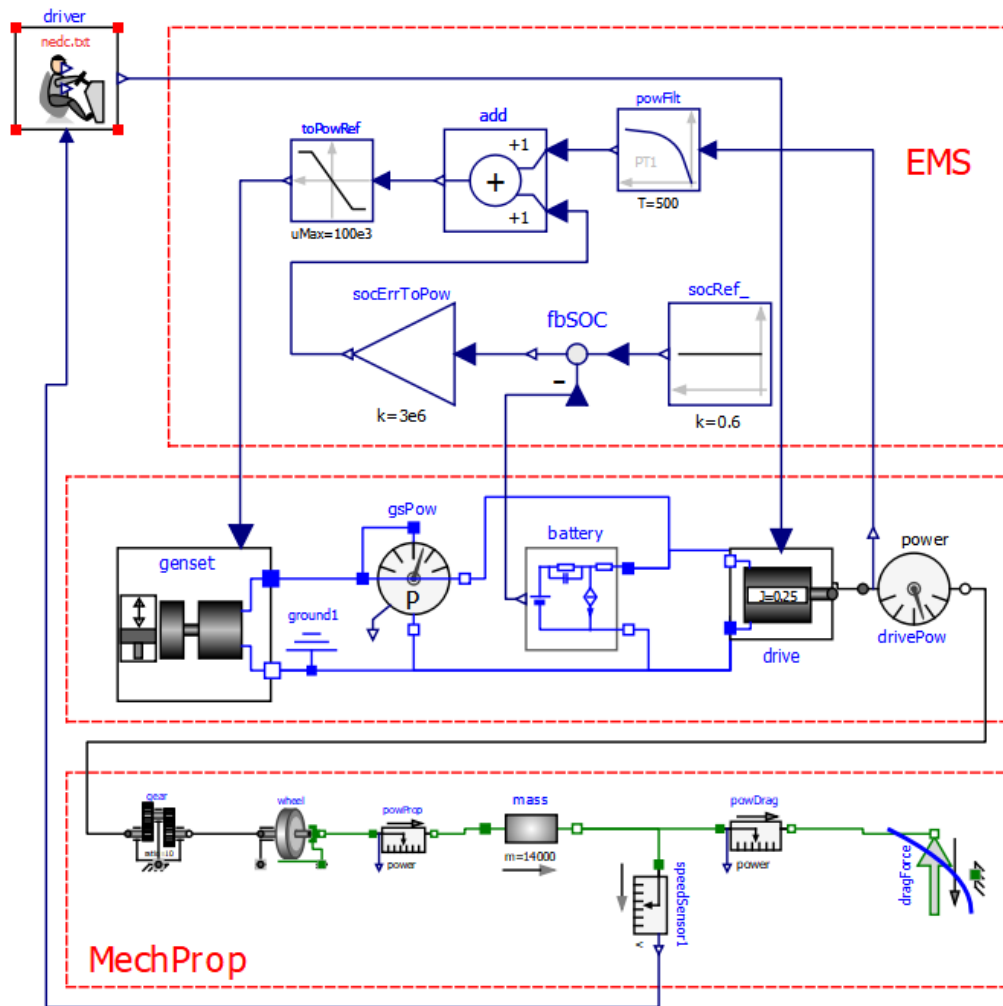 driver
nedc.txt
EMS
toPowRef
uMax=100e3
add
+1
+
+1
powFilt
PT1
T=500
socErrToPow
k=3e6
fbSOC
−
socRef_
k=0.6
genset
ground1
gsPow
P
battery
J=0.25
drive
power
drivePow
gear
wheel
powProp
power
mass
m=14000
speedSensor1
powDrag
power
dragForce
MechProp